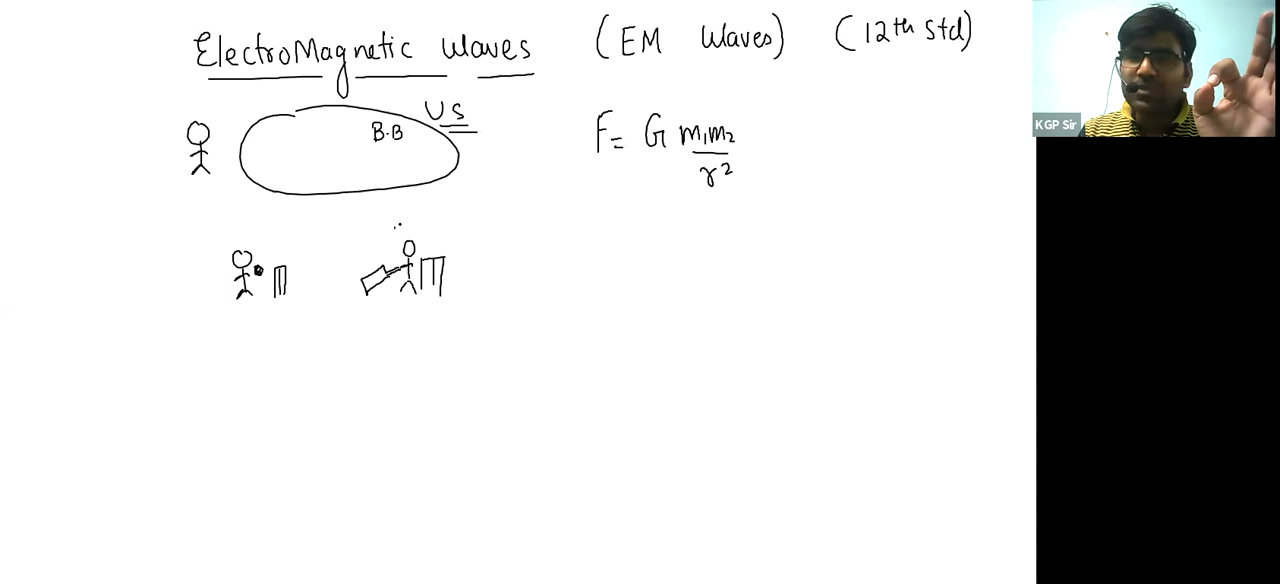 ElectroMagnetic Waves (EM Waves) (12th std)
US
B.B
F = G m₁m₂
r²
KGP Sir